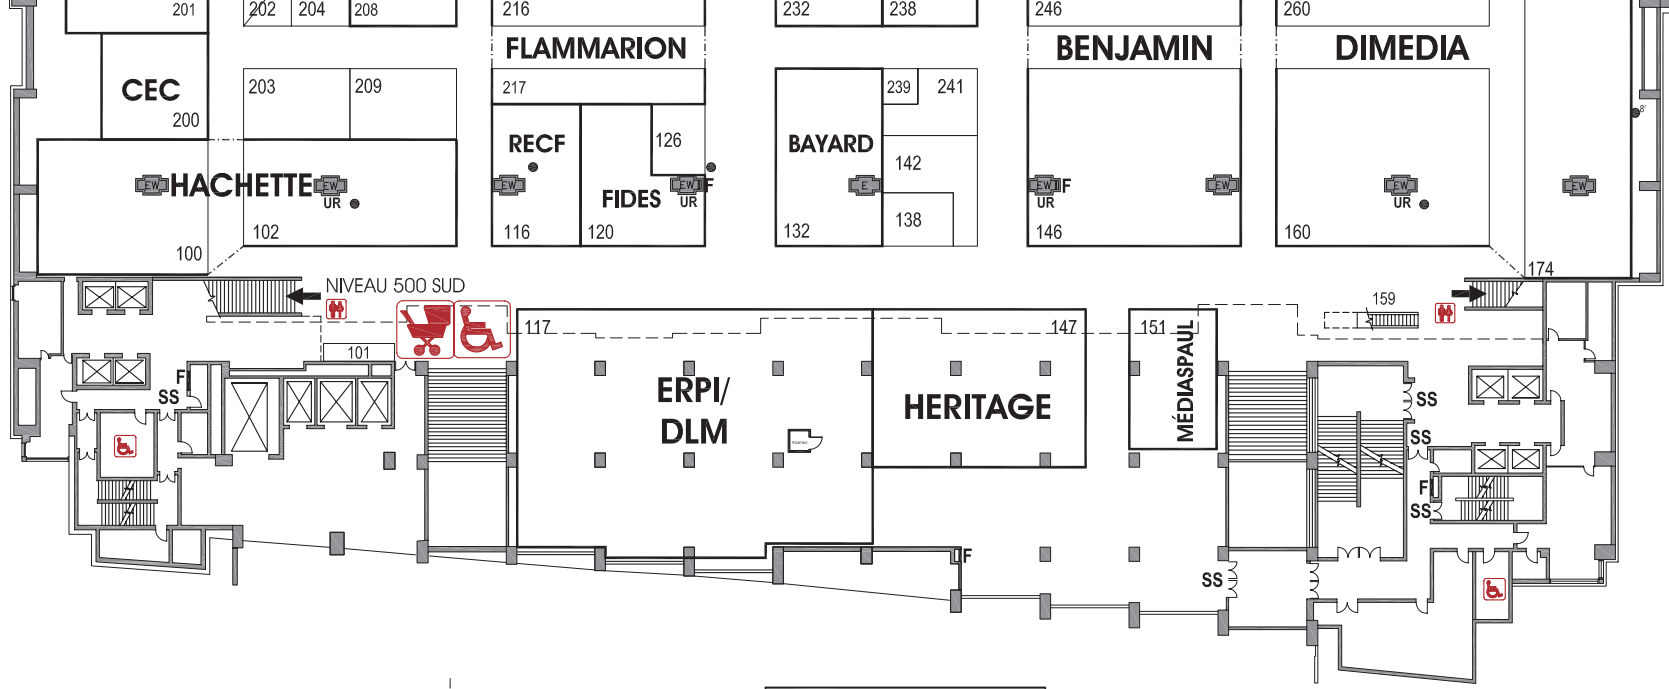 201
202
204
208
216
232
238
246
260
FLAMMARION
BENJAMIN
DIMEDIA
CEC
200
203
209
217
239
241
8'
RECF
126
BAYARD
142
EW
HACHETTE
EW
UR
EW
FIDES
EW
F
UR
E
EW
F
UR
EW
EW
UR
EW
100
102
116
120
132
138
146
160
174
NIVEAU 500 SUD
159
117
147
151
101
MÉDIASPAUL
F
SS
ERPI/
DLM
HERITAGE
SS
SS
F
SS
F
SS